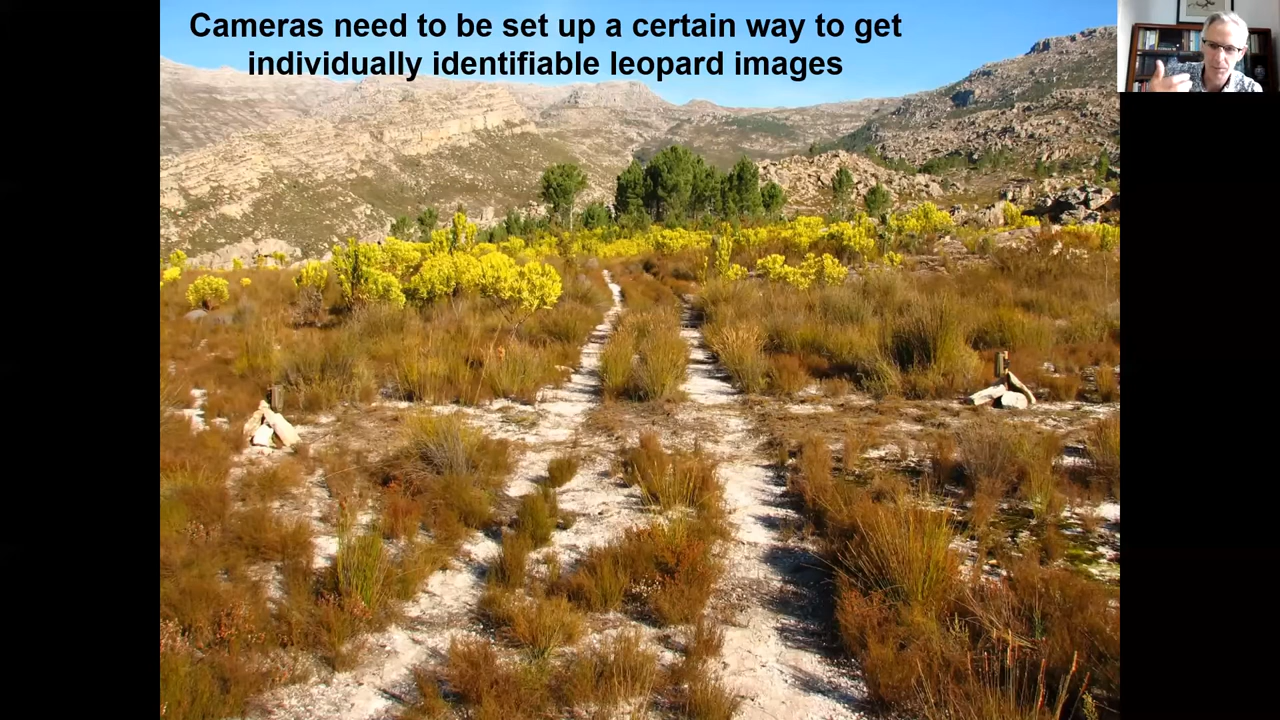 Cameras need to be set up a certain way to get
individually identifiable leopard images